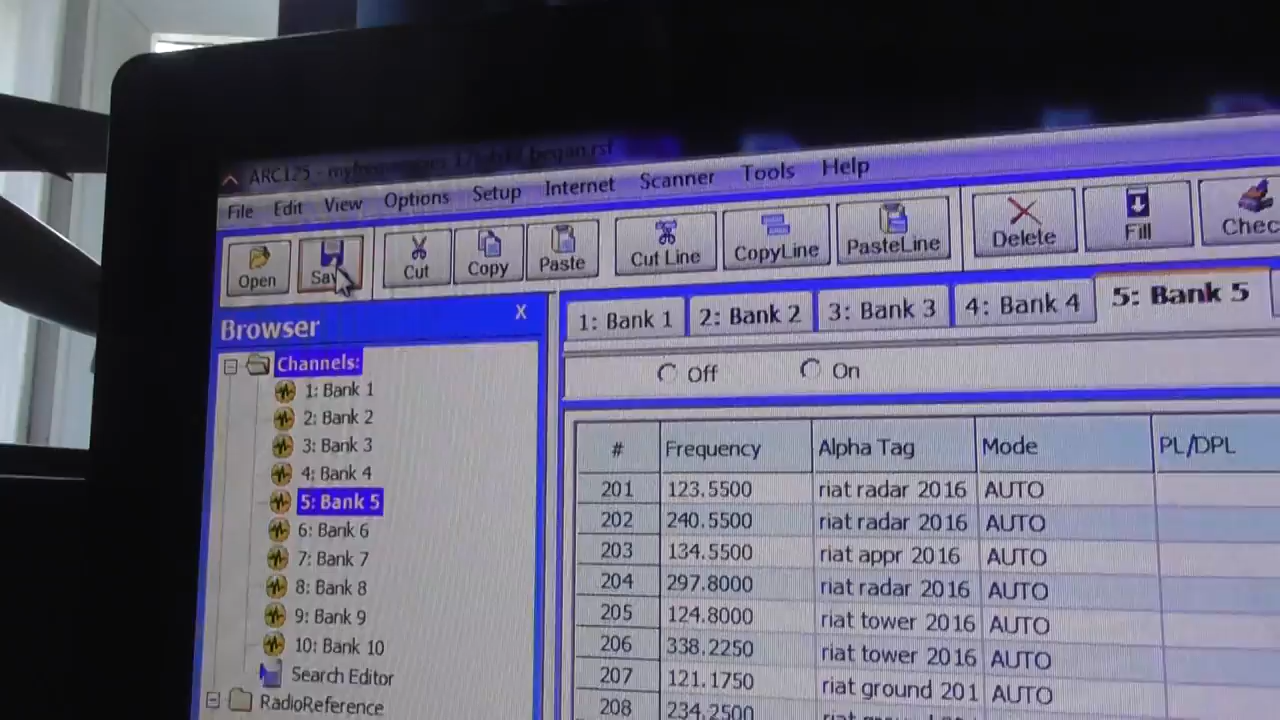 ARC125 - began.rsf
File Edit View Options Setup Internet Scanner Tools Help
Open Save Cut Copy Paste Cut Line CopyLine PasteLine Delete Fill Chec
Browser X
1: Bank 1 2: Bank 2 3: Bank 3 4: Bank 4 5: Bank 5
Off On
Channels:
1: Bank 1
2: Bank 2
3: Bank 3
4: Bank 4
5: Bank 5
6: Bank 6
7: Bank 7
8: Bank 8
9: Bank 9
10: Bank 10
Search Editor
RadioReference
# Frequency Alpha Tag Mode PL/DPL
201 123.5500 riat radar 2016 AUTO
202 240.5500 riat radar 2016 AUTO
203 134.5500 riat appr 2016 AUTO
204 297.8000 riat radar 2016 AUTO
205 124.8000 riat tower 2016 AUTO
206 338.2250 riat tower 2016 AUTO
207 121.1750 riat ground 201 AUTO
208 234.2500